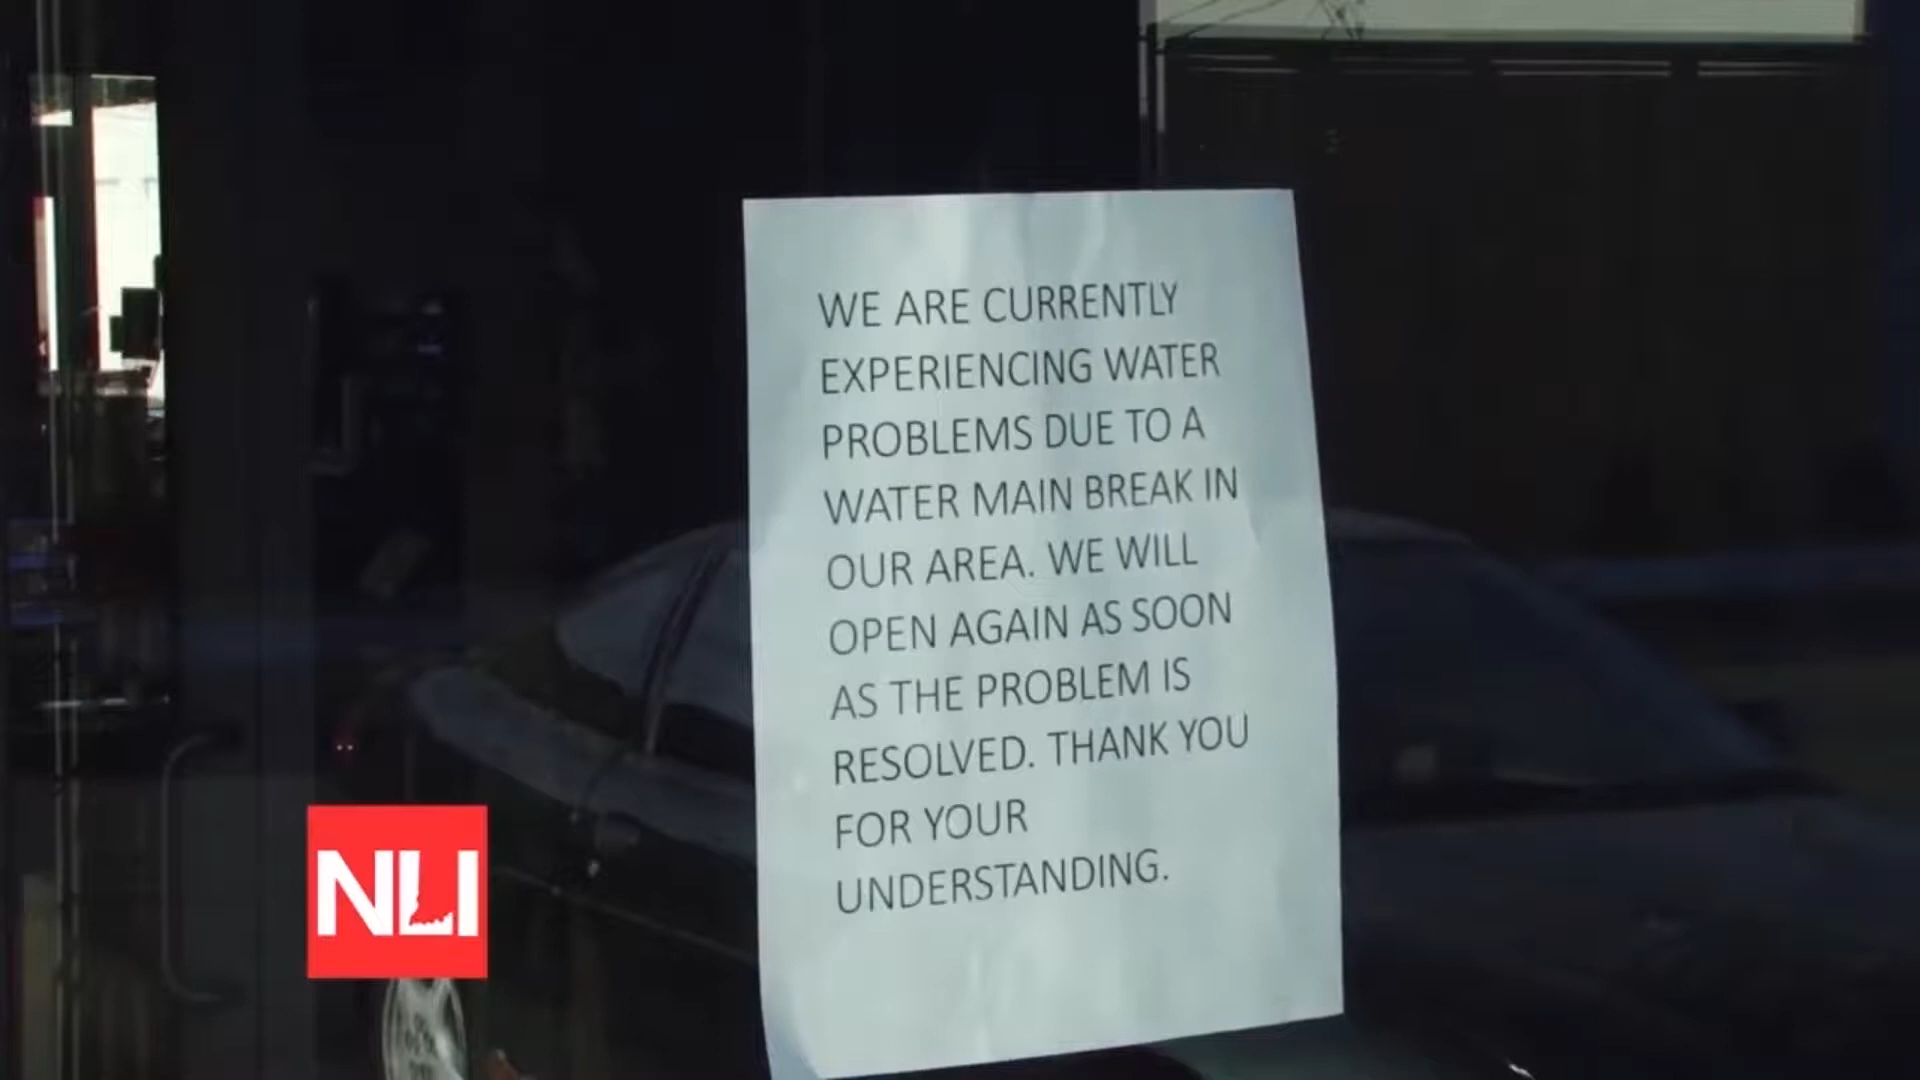 WE ARE CURRENTLY
EXPERIENCING WATER
PROBLEMS DUE TO A
WATER MAIN BREAK IN
OUR AREA. WE WILL
OPEN AGAIN AS SOON
AS THE PROBLEM IS
RESOLVED. THANK YOU
FOR YOUR
UNDERSTANDING.
NLI